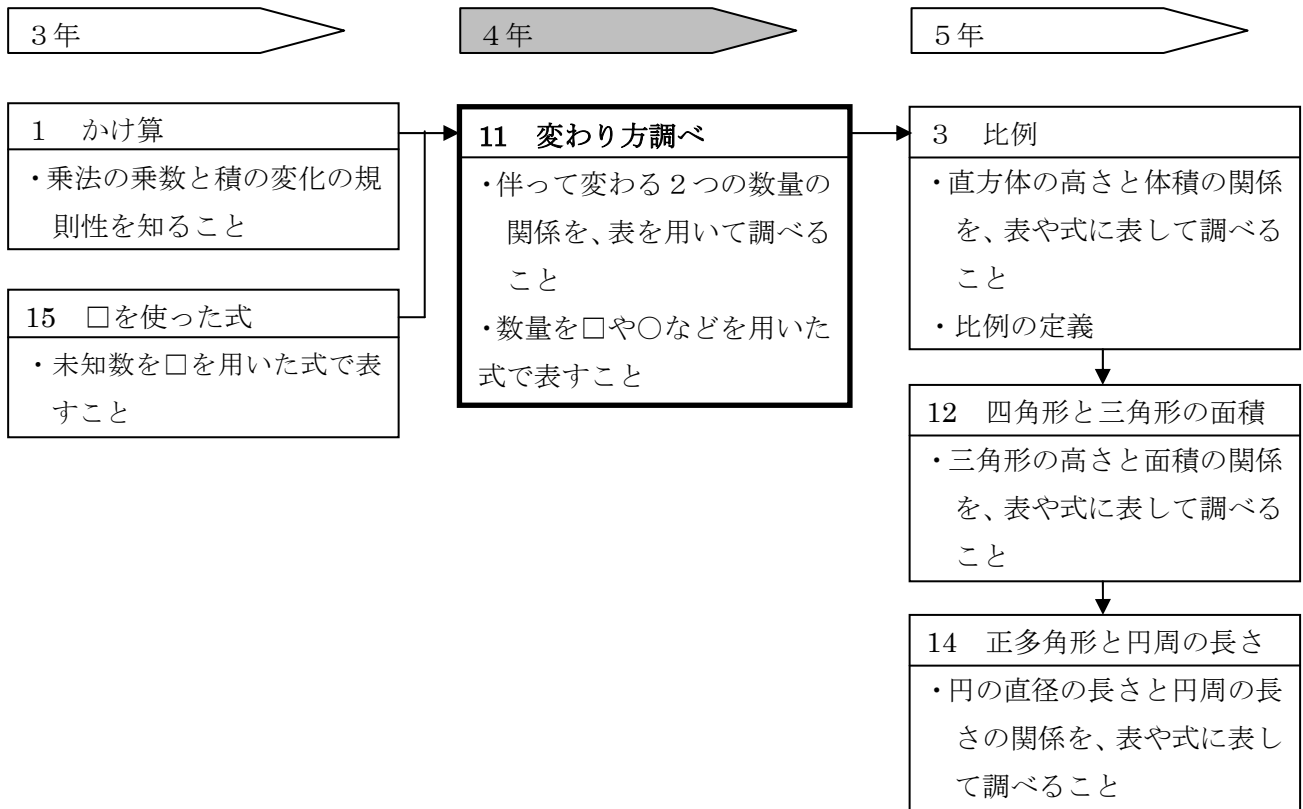 3年
4年
5年
1 かけ算
・乗法の乗数と積の変化の規
則性を知ること
15 □を使った式
・未知数を□を用いた式で表
すこと
11 変わり方調べ
・伴って変わる2つの数量の
関係を、表を用いて調べる
こと
・数量を□や○などを用いた
式で表すこと
3 比例
・直方体の高さと体積の関係
を、表や式に表して調べる
こと
・比例の定義
12 四角形と三角形の面積
・三角形の高さと面積の関係
を、表や式に表して調べる
こと
14 正多角形と円周の長さ
・円の直径の長さと円周の長
さの関係を、表や式に表し
て調べること